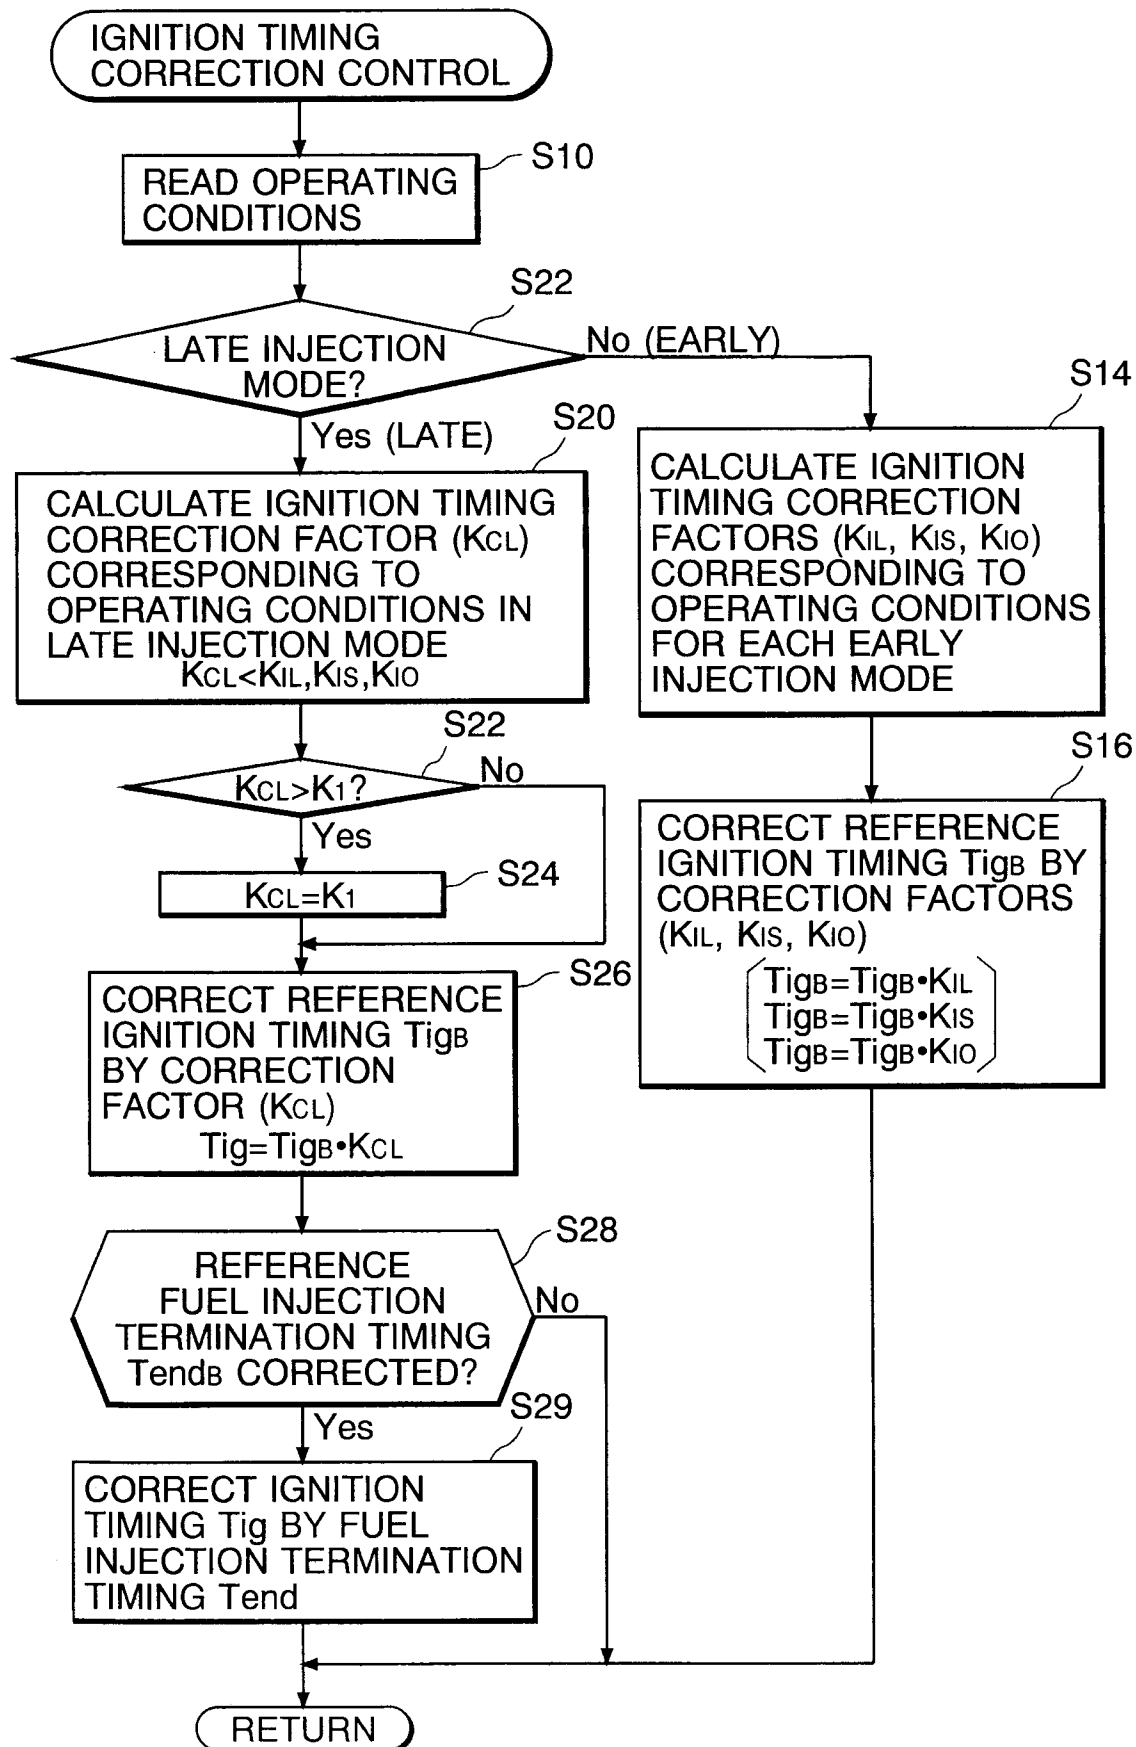 IGNITION TIMING
CORRECTION CONTROL
S10
READ OPERATING
CONDITIONS
S22
LATE INJECTION
MODE?
No (EARLY)
Yes (LATE)
S20
CALCULATE IGNITION TIMING
CORRECTION FACTOR (KCL)
CORRESPONDING TO
OPERATING CONDITIONS IN
LATE INJECTION MODE
KCL<KIL,KIS,KIO
S22
KCL>K1?
No
Yes
S24
KCL=K1
S26
CORRECT REFERENCE
IGNITION TIMING TigB
BY CORRECTION
FACTOR (KCL)
Tig=TigB•KCL
S28
REFERENCE
FUEL INJECTION
TERMINATION TIMING
TendB CORRECTED?
No
Yes
S29
CORRECT IGNITION
TIMING Tig BY FUEL
INJECTION TERMINATION
TIMING Tend
S14
CALCULATE IGNITION
TIMING CORRECTION
FACTORS (KIL, KIS, KIO)
CORRESPONDING TO
OPERATING CONDITIONS
FOR EACH EARLY
INJECTION MODE
S16
CORRECT REFERENCE
IGNITION TIMING TigB BY
CORRECTION FACTORS
(KIL, KIS, KIO)
TigB=TigB•KIL
TigB=TigB•KIS
TigB=TigB•KIO
RETURN